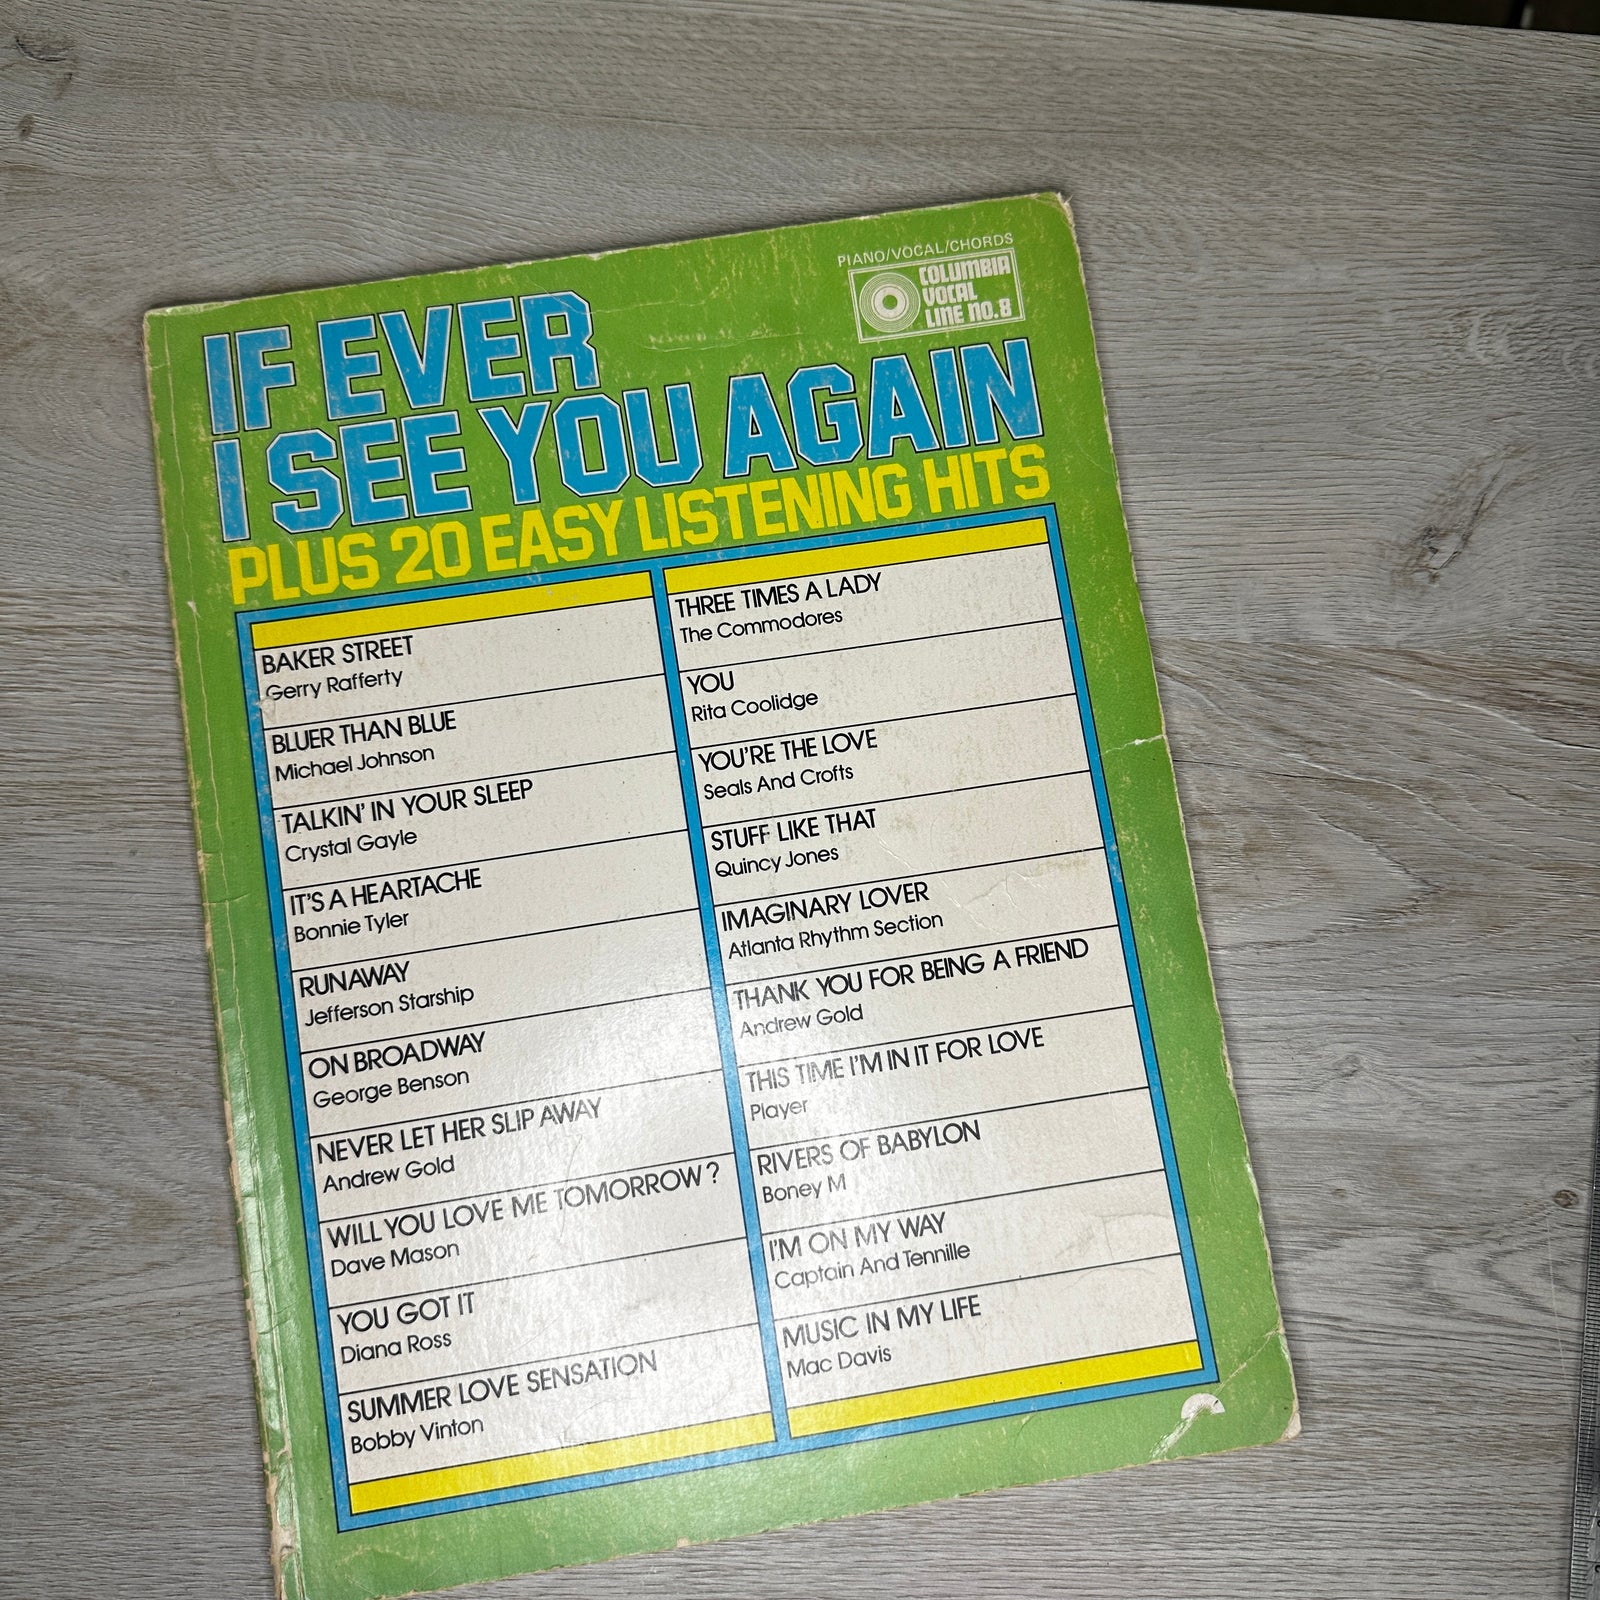 PIANO/VOCAL/CHORDS
COLUMBIA
VOCAL
LINE NO.8
IF EVER
I SEE YOU AGAIN
PLUS 20 EASY LISTENING HITS
BAKER STREET
Gerry Rafferty
BLUER THAN BLUE
Michael Johnson
TALKIN' IN YOUR SLEEP
Crystal Gayle
IT'S A HEARTACHE
Bonnie Tyler
RUNAWAY
Jefferson Starship
ON BROADWAY
George Benson
NEVER LET HER SLIP AWAY
Andrew Gold
WILL YOU LOVE ME TOMORROW?
Dave Mason
YOU GOT IT
Diana Ross
SUMMER LOVE SENSATION
Bobby Vinton
THREE TIMES A LADY
The Commodores
YOU
Rita Coolidge
YOU'RE THE LOVE
Seals And Crofts
STUFF LIKE THAT
Quincy Jones
IMAGINARY LOVER
Atlanta Rhythm Section
THANK YOU FOR BEING A FRIEND
Andrew Gold
THIS TIME I'M IN IT FOR LOVE
Player
RIVERS OF BABYLON
Boney M
I'M ON MY WAY
Captain And Tennille
MUSIC IN MY LIFE
Mac Davis